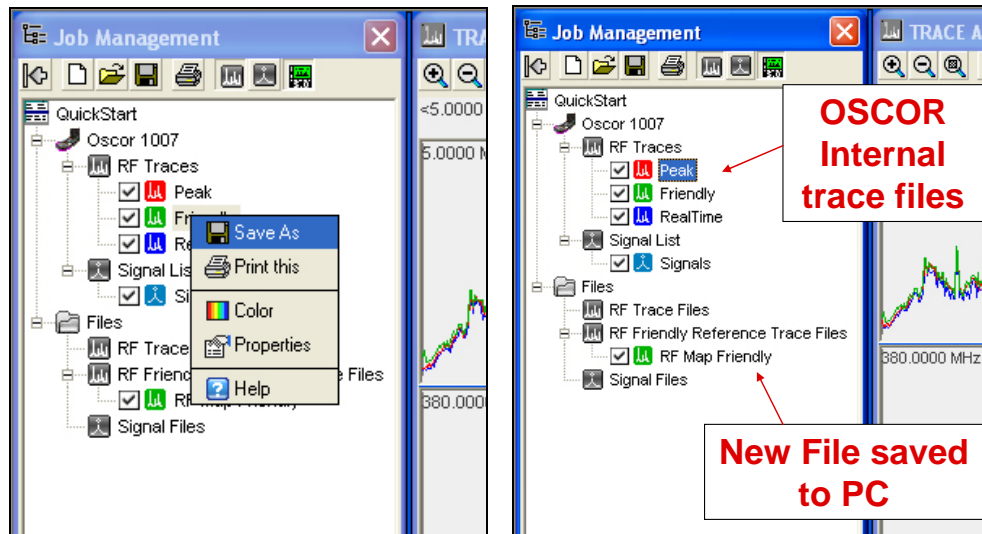 Job Management
TRA
QuickStart
<5.0000
Oscor 1007
5.0000 M
RF Traces
Peak
Save As
Print this
Signal Lis
Color
Files
Properties
RF Trace
RF Friend
Files
Help
380.000
Signal Files
Job Management
TRACE A
QuickStart
Oscor 1007
RF Traces
Peak
Friendly
RealTime
Signal List
Signals
Files
RF Trace Files
RF Friendly Reference Trace Files
RF Map Friendly
380.0000 MHz
Signal Files
OSCOR
Internal
trace files
New File saved
to PC